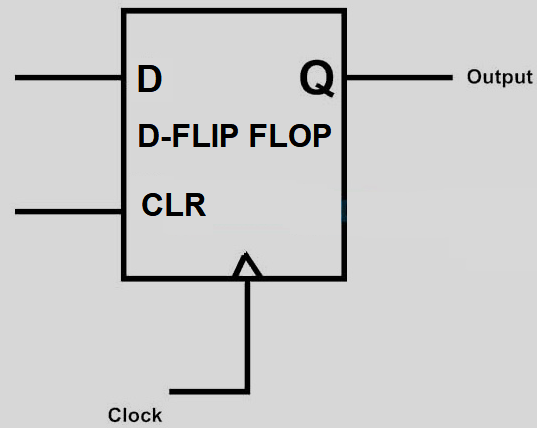 D
Q
Output
D-FLIP FLOP
CLR
Clock